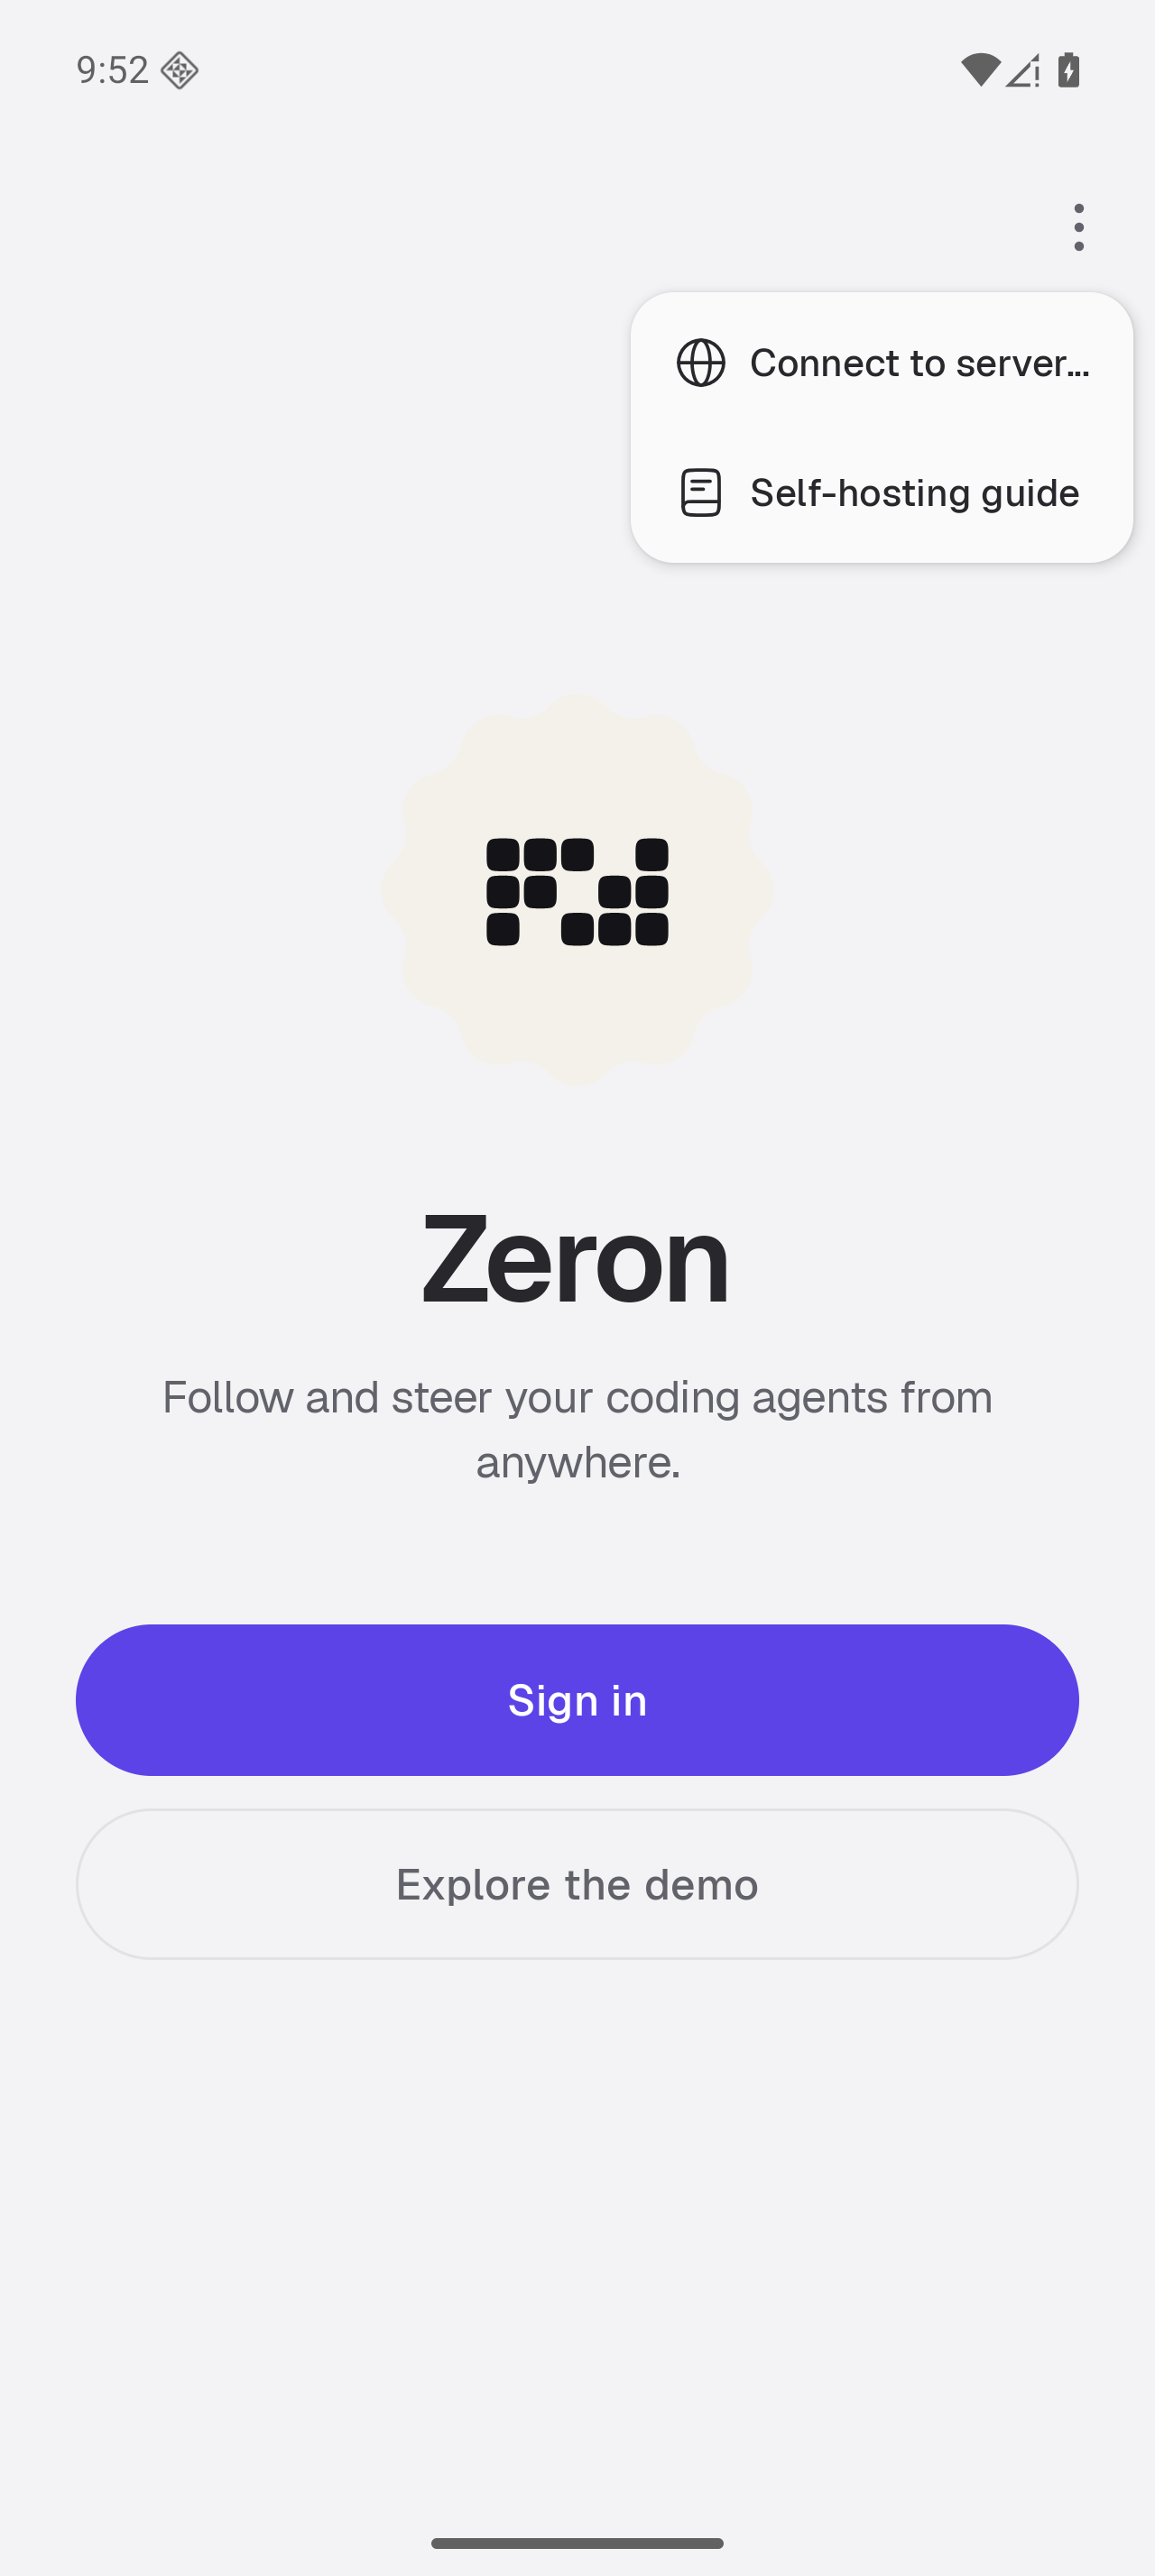 9:52
Connect to server...
Self-hosting guide
Zeron
Follow and steer your coding agents from
anywhere.
Sign in
Explore the demo